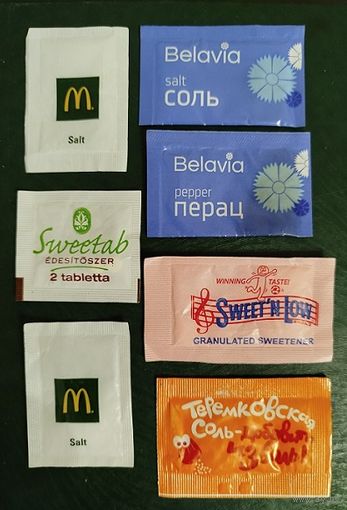 M
Salt
Belavia
salt
соль
Belavia
pepper
перац
Sweetab
ÉDESÍTŐSZER
2 tabletta
WINNING TASTE!
SWEET'N LOW
GRANULATED SWEETENER
M
Salt
Теремковская
Соль-